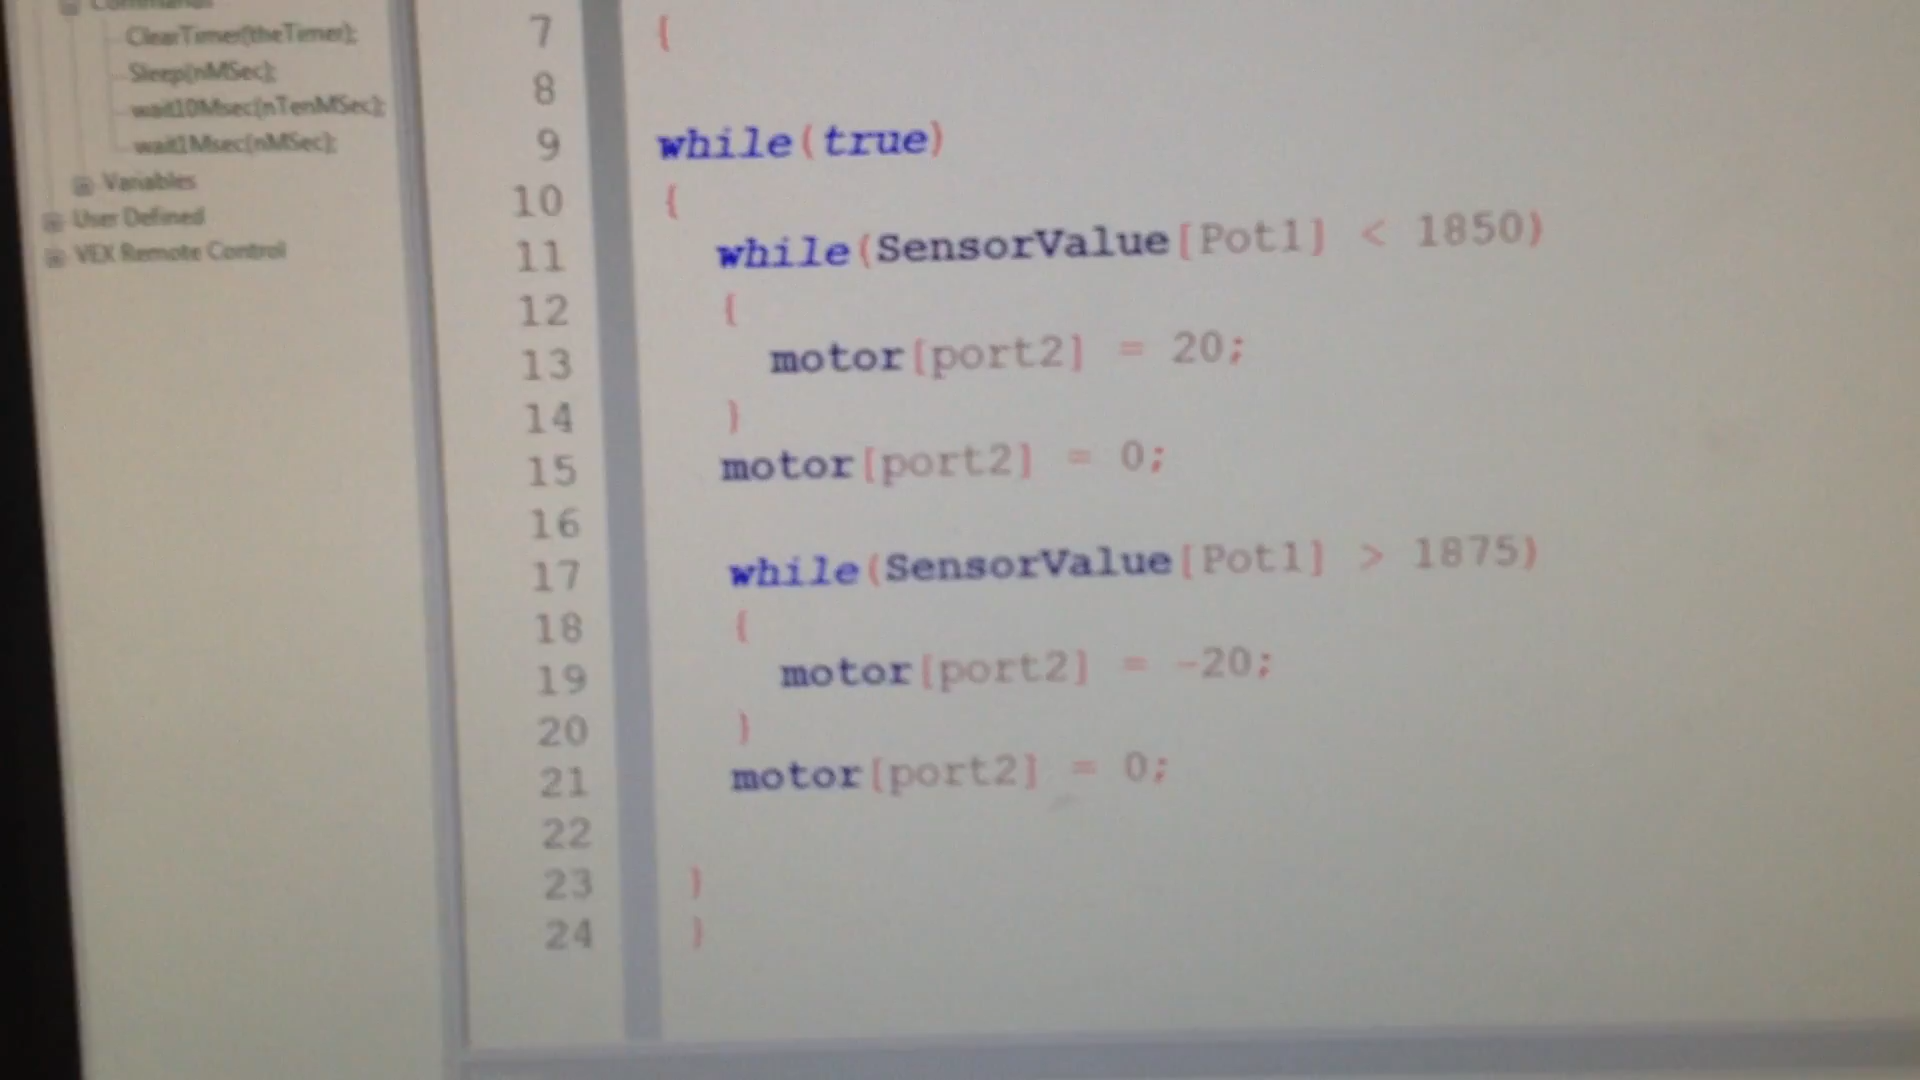 Commands
ClearTimer(theTimer);
Sleep(nMSec);
wait10Msec(nTenMSec);
wait1Msec(nMSec);
Variables
User Defined
VEX Remote Control
7 {
8
9 while(true)
10 {
11 while(SensorValue[Pot1] < 1850)
12 {
13 motor[port2] = 20;
14 }
15 motor[port2] = 0;
16
17 while(SensorValue[Pot1] > 1875)
18 {
19 motor[port2] = -20;
20 }
21 motor[port2] = 0;
22
23 }
24 }